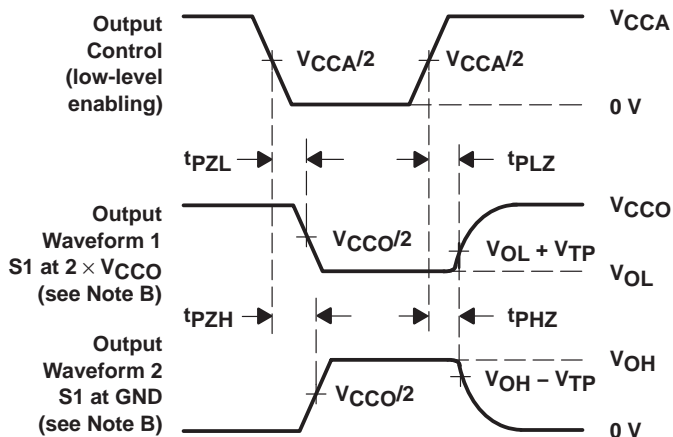 Output
Control
(low-level
enabling)
VCCA/2
VCCA/2
VCCA
0 V
tPZL
tPLZ
Output
Waveform 1
S1 at 2 × VCCO
(see Note B)
VCCO/2
VCCO
VOL + VTP
VOL
tPZH
tPHZ
Output
Waveform 2
S1 at GND
(see Note B)
VCCO/2
VOH
VOH − VTP
0 V